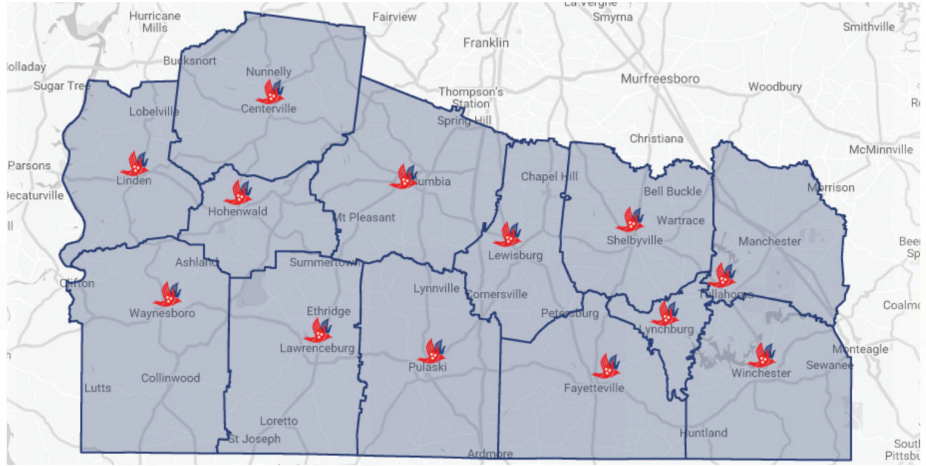 La Vergne
Hurricane
Mills
Fairview
Smyrna
Smithville
Franklin
Bucksnort
Nunnelly
Murfreesboro
Sugar Tree
Thompson's
Station
Woodbury
Centerville
Lobelville
Spring Hill
Christiana
McMinnville
Parsons
Linden
Chapel Hill
Bell Buckle
Morrison
Hohenwald
Mt Pleasant
Wartrace
Shelbyville
Manchester
Lewisburg
Ashland
Summertown
Clifton
Lynnville
Cornersville
Tullahoma
Waynesboro
Ethridge
Petersburg
Lynchburg
Lawrenceburg
Monteagle
Pulaski
Winchester
Sewanee
Collinwood
Lutts
Fayetteville
Loretto
St Joseph
Huntland
Ardmore